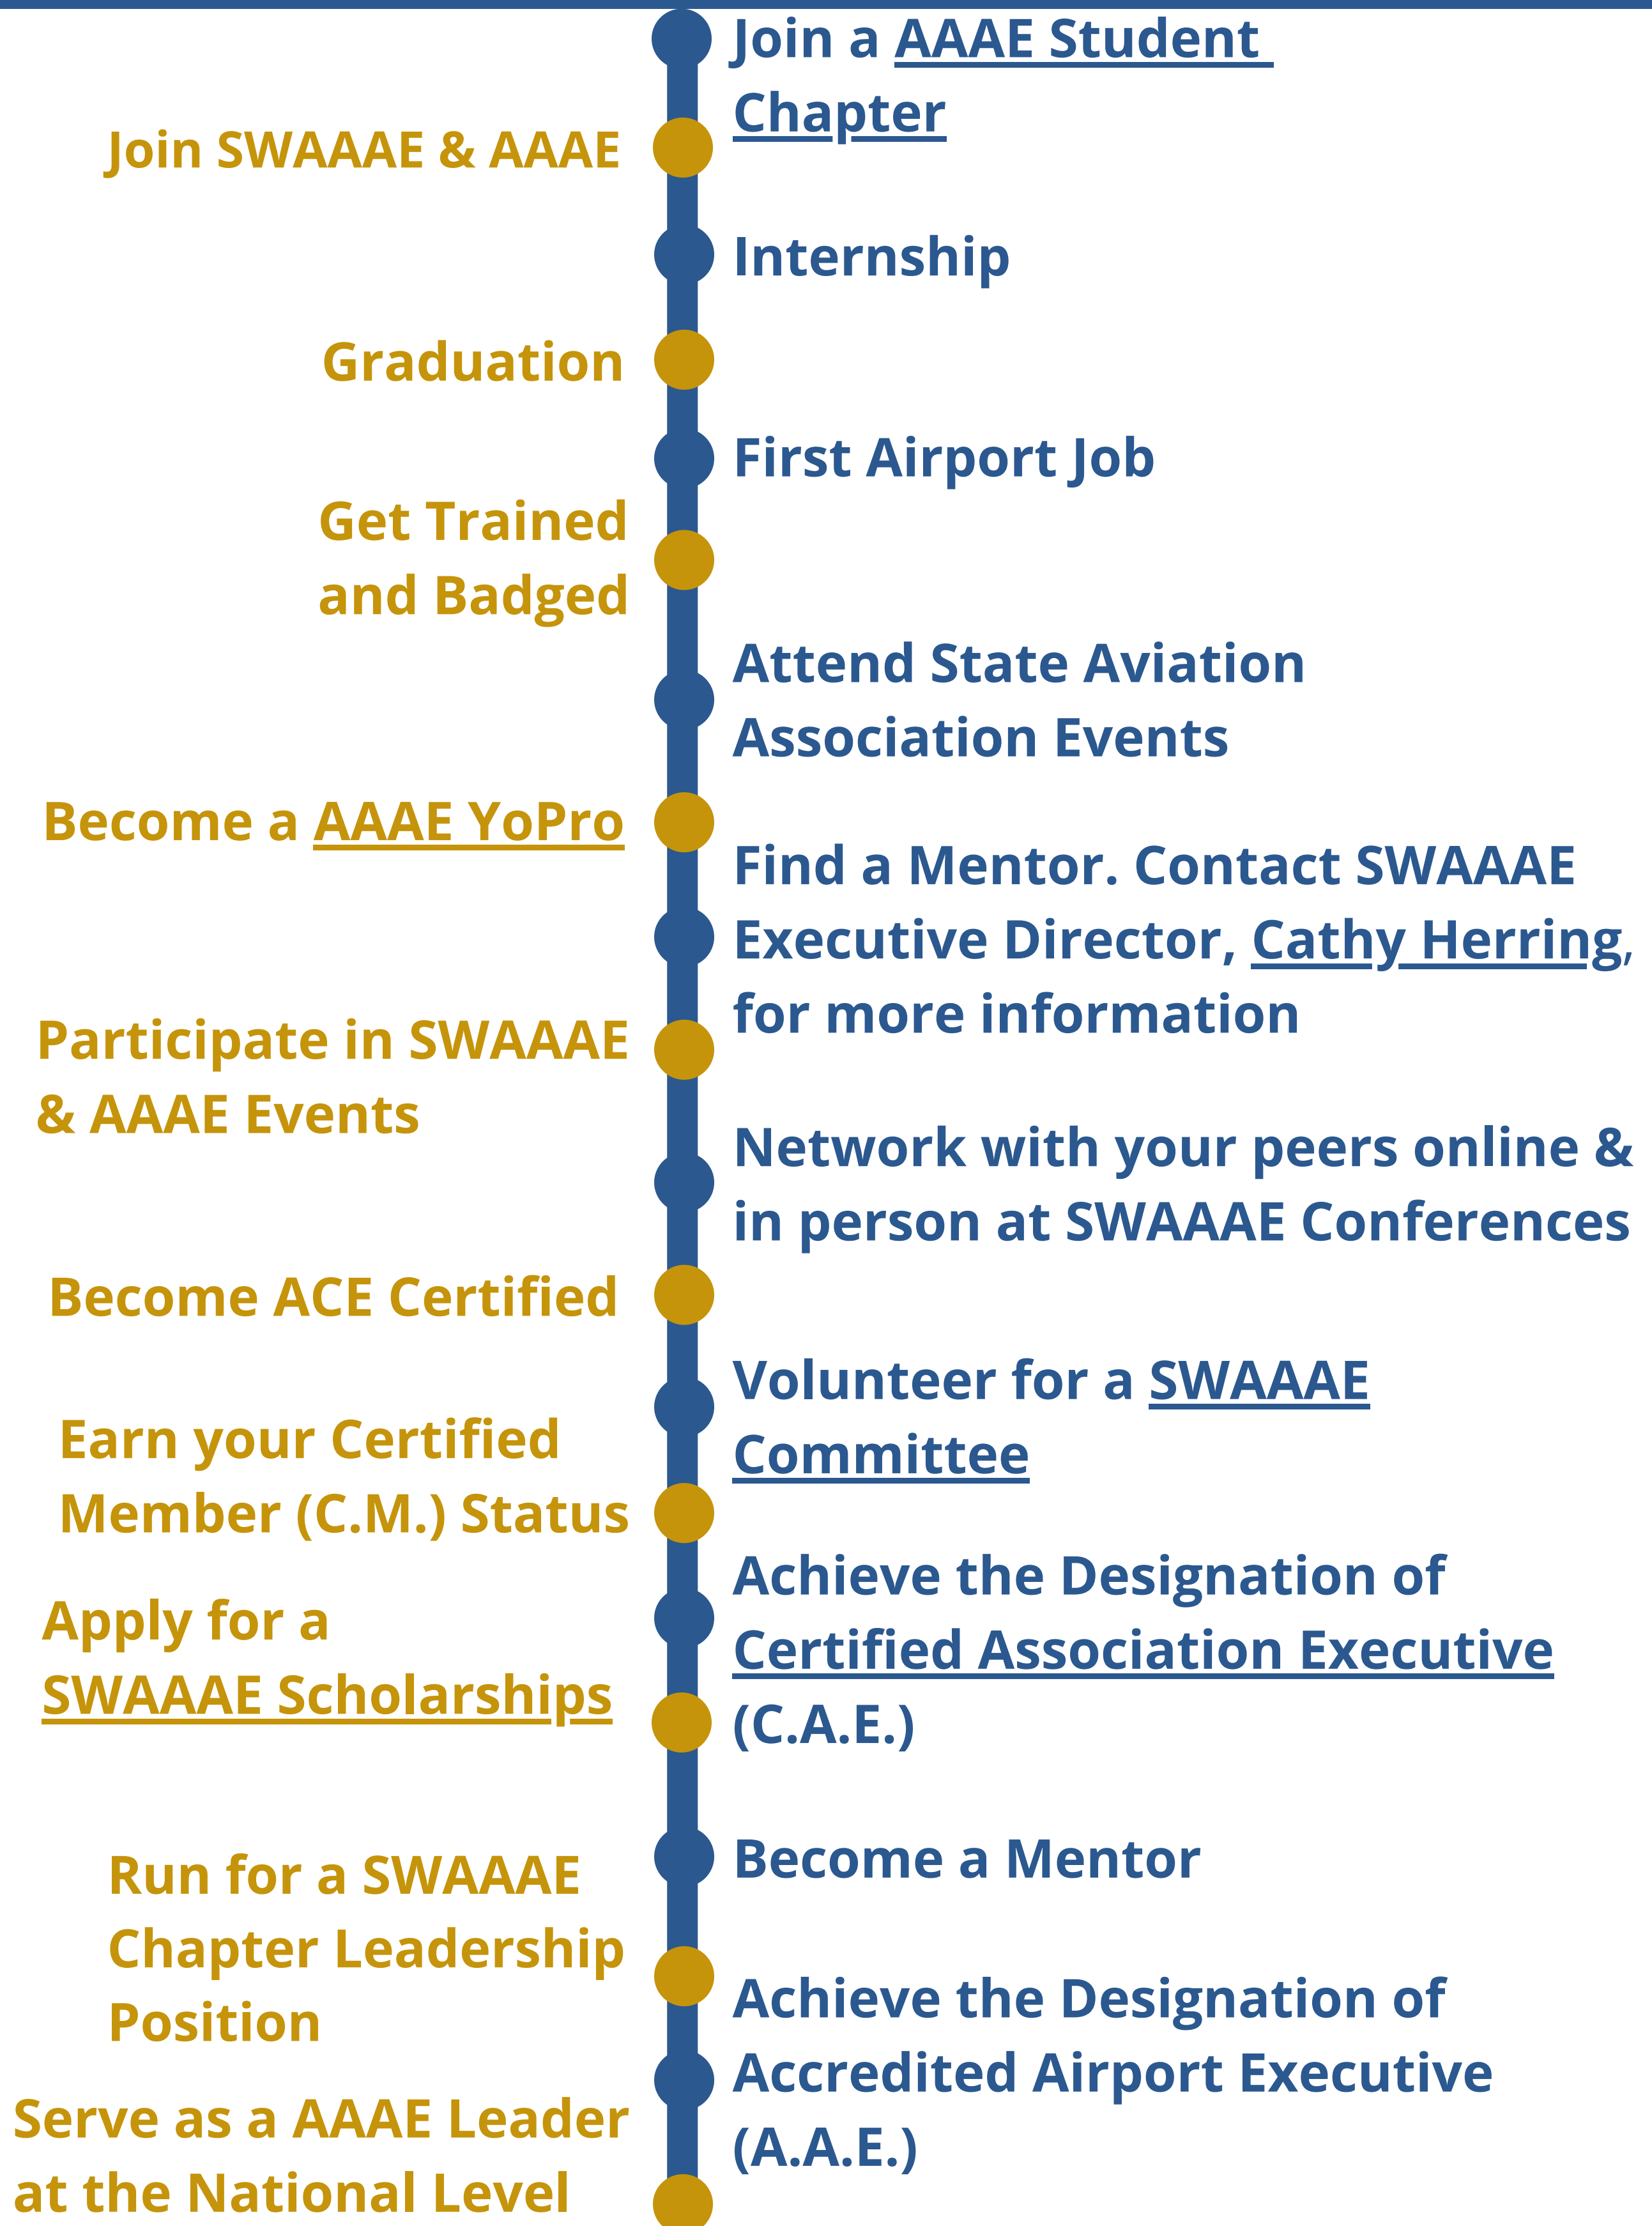 Join a AAAE Student
Chapter
Join SWAAAE & AAAE
Internship
Graduation
First Airport Job
Get Trained
and Badged
Attend State Aviation
Association Events
Become a AAAE YoPro
Find a Mentor. Contact SWAAAE
Executive Director, Cathy Herring,
for more information
Participate in SWAAAE
& AAAE Events
Network with your peers online &
in person at SWAAAE Conferences
Become ACE Certified
Volunteer for a SWAAAE
Committee
Earn your Certified
Member (C.M.) Status
Achieve the Designation of
Certified Association Executive
(C.A.E.)
Apply for a
SWAAAE Scholarships
Become a Mentor
Run for a SWAAAE
Chapter Leadership
Position
Achieve the Designation of
Accredited Airport Executive
(A.A.E.)
Serve as a AAAE Leader
at the National Level